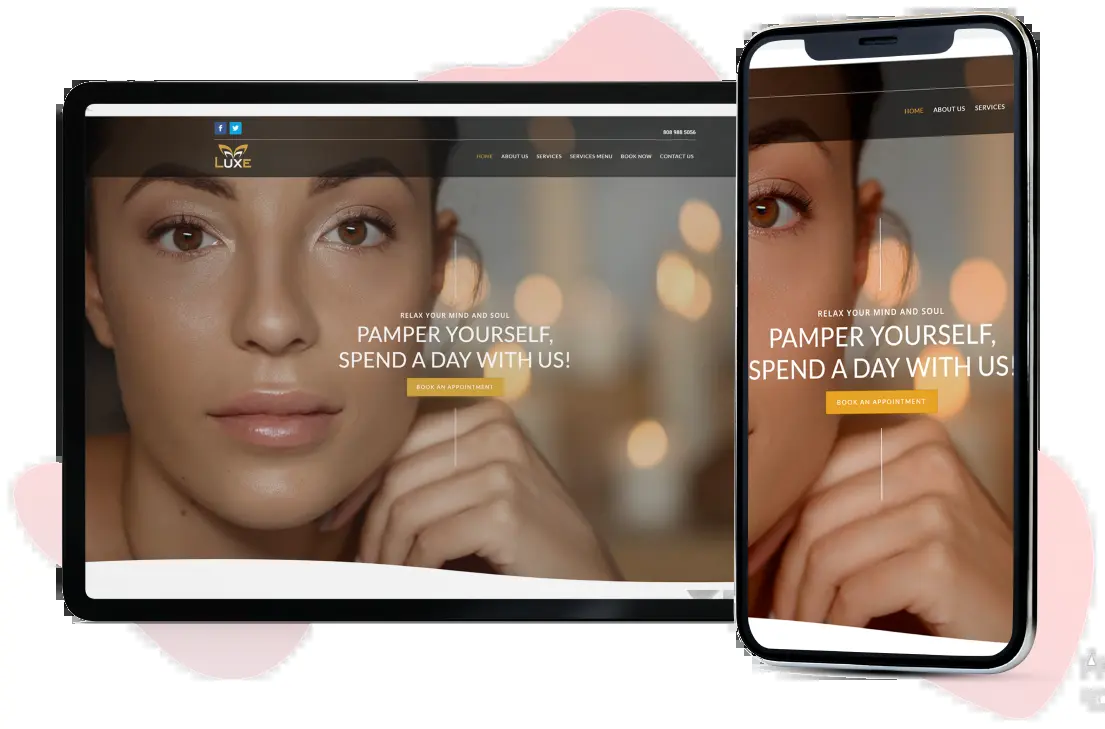 f
808 988 5056
LUXE
HOME ABOUT US SERVICES SERVICES MENU BOOK NOW CONTACT US
RELAX YOUR MIND AND SOUL
PAMPER YOURSELF,
SPEND A DAY WITH US!
BOOK AN APPOINTMENT
HOME ABOUT US SERVICES
RELAX YOUR MIND AND SOUL
PAMPER YOURSELF,
SPEND A DAY WITH US!
BOOK AN APPOINTMENT